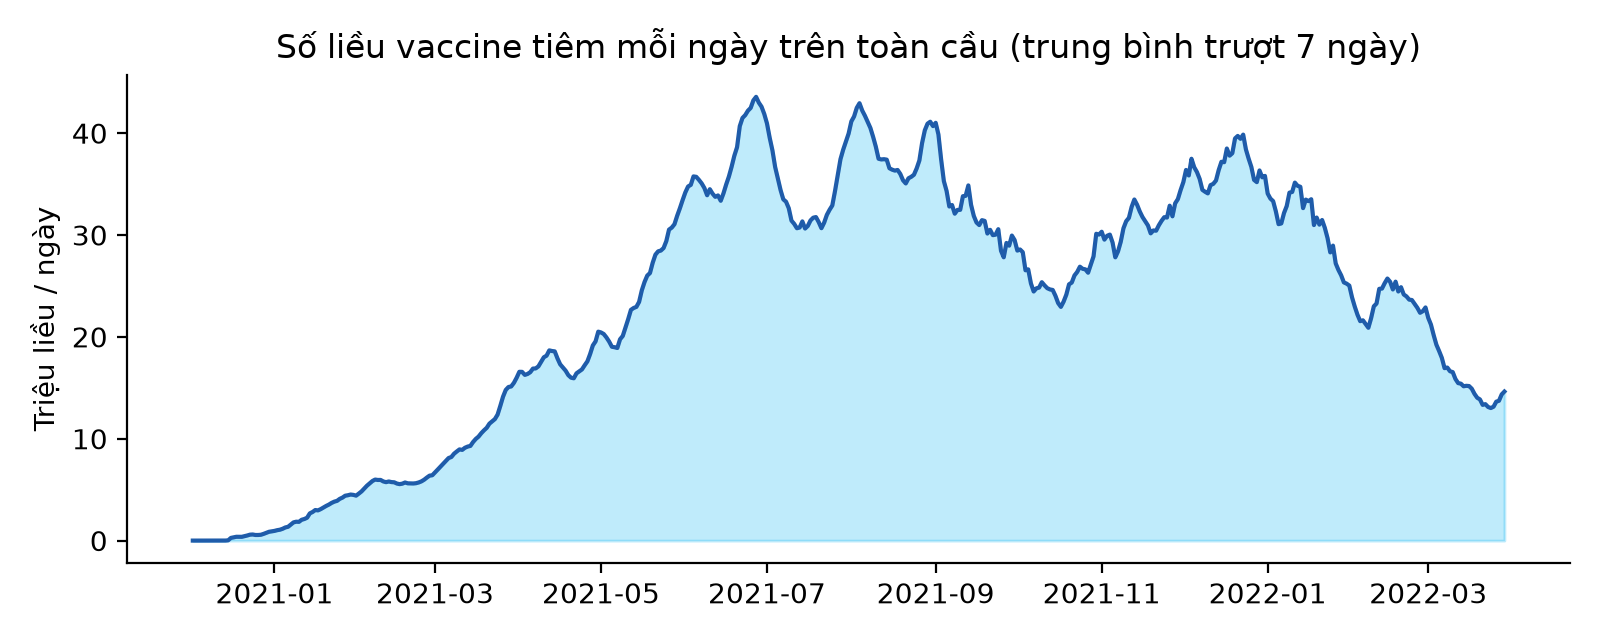 Số liều vaccine tiêm mỗi ngày trên toàn cầu (trung bình trượt 7 ngày)
Triệu liều / ngày
40
30
20
10
0
2021-01 2021-03 2021-05 2021-07 2021-09 2021-11 2022-01 2022-03